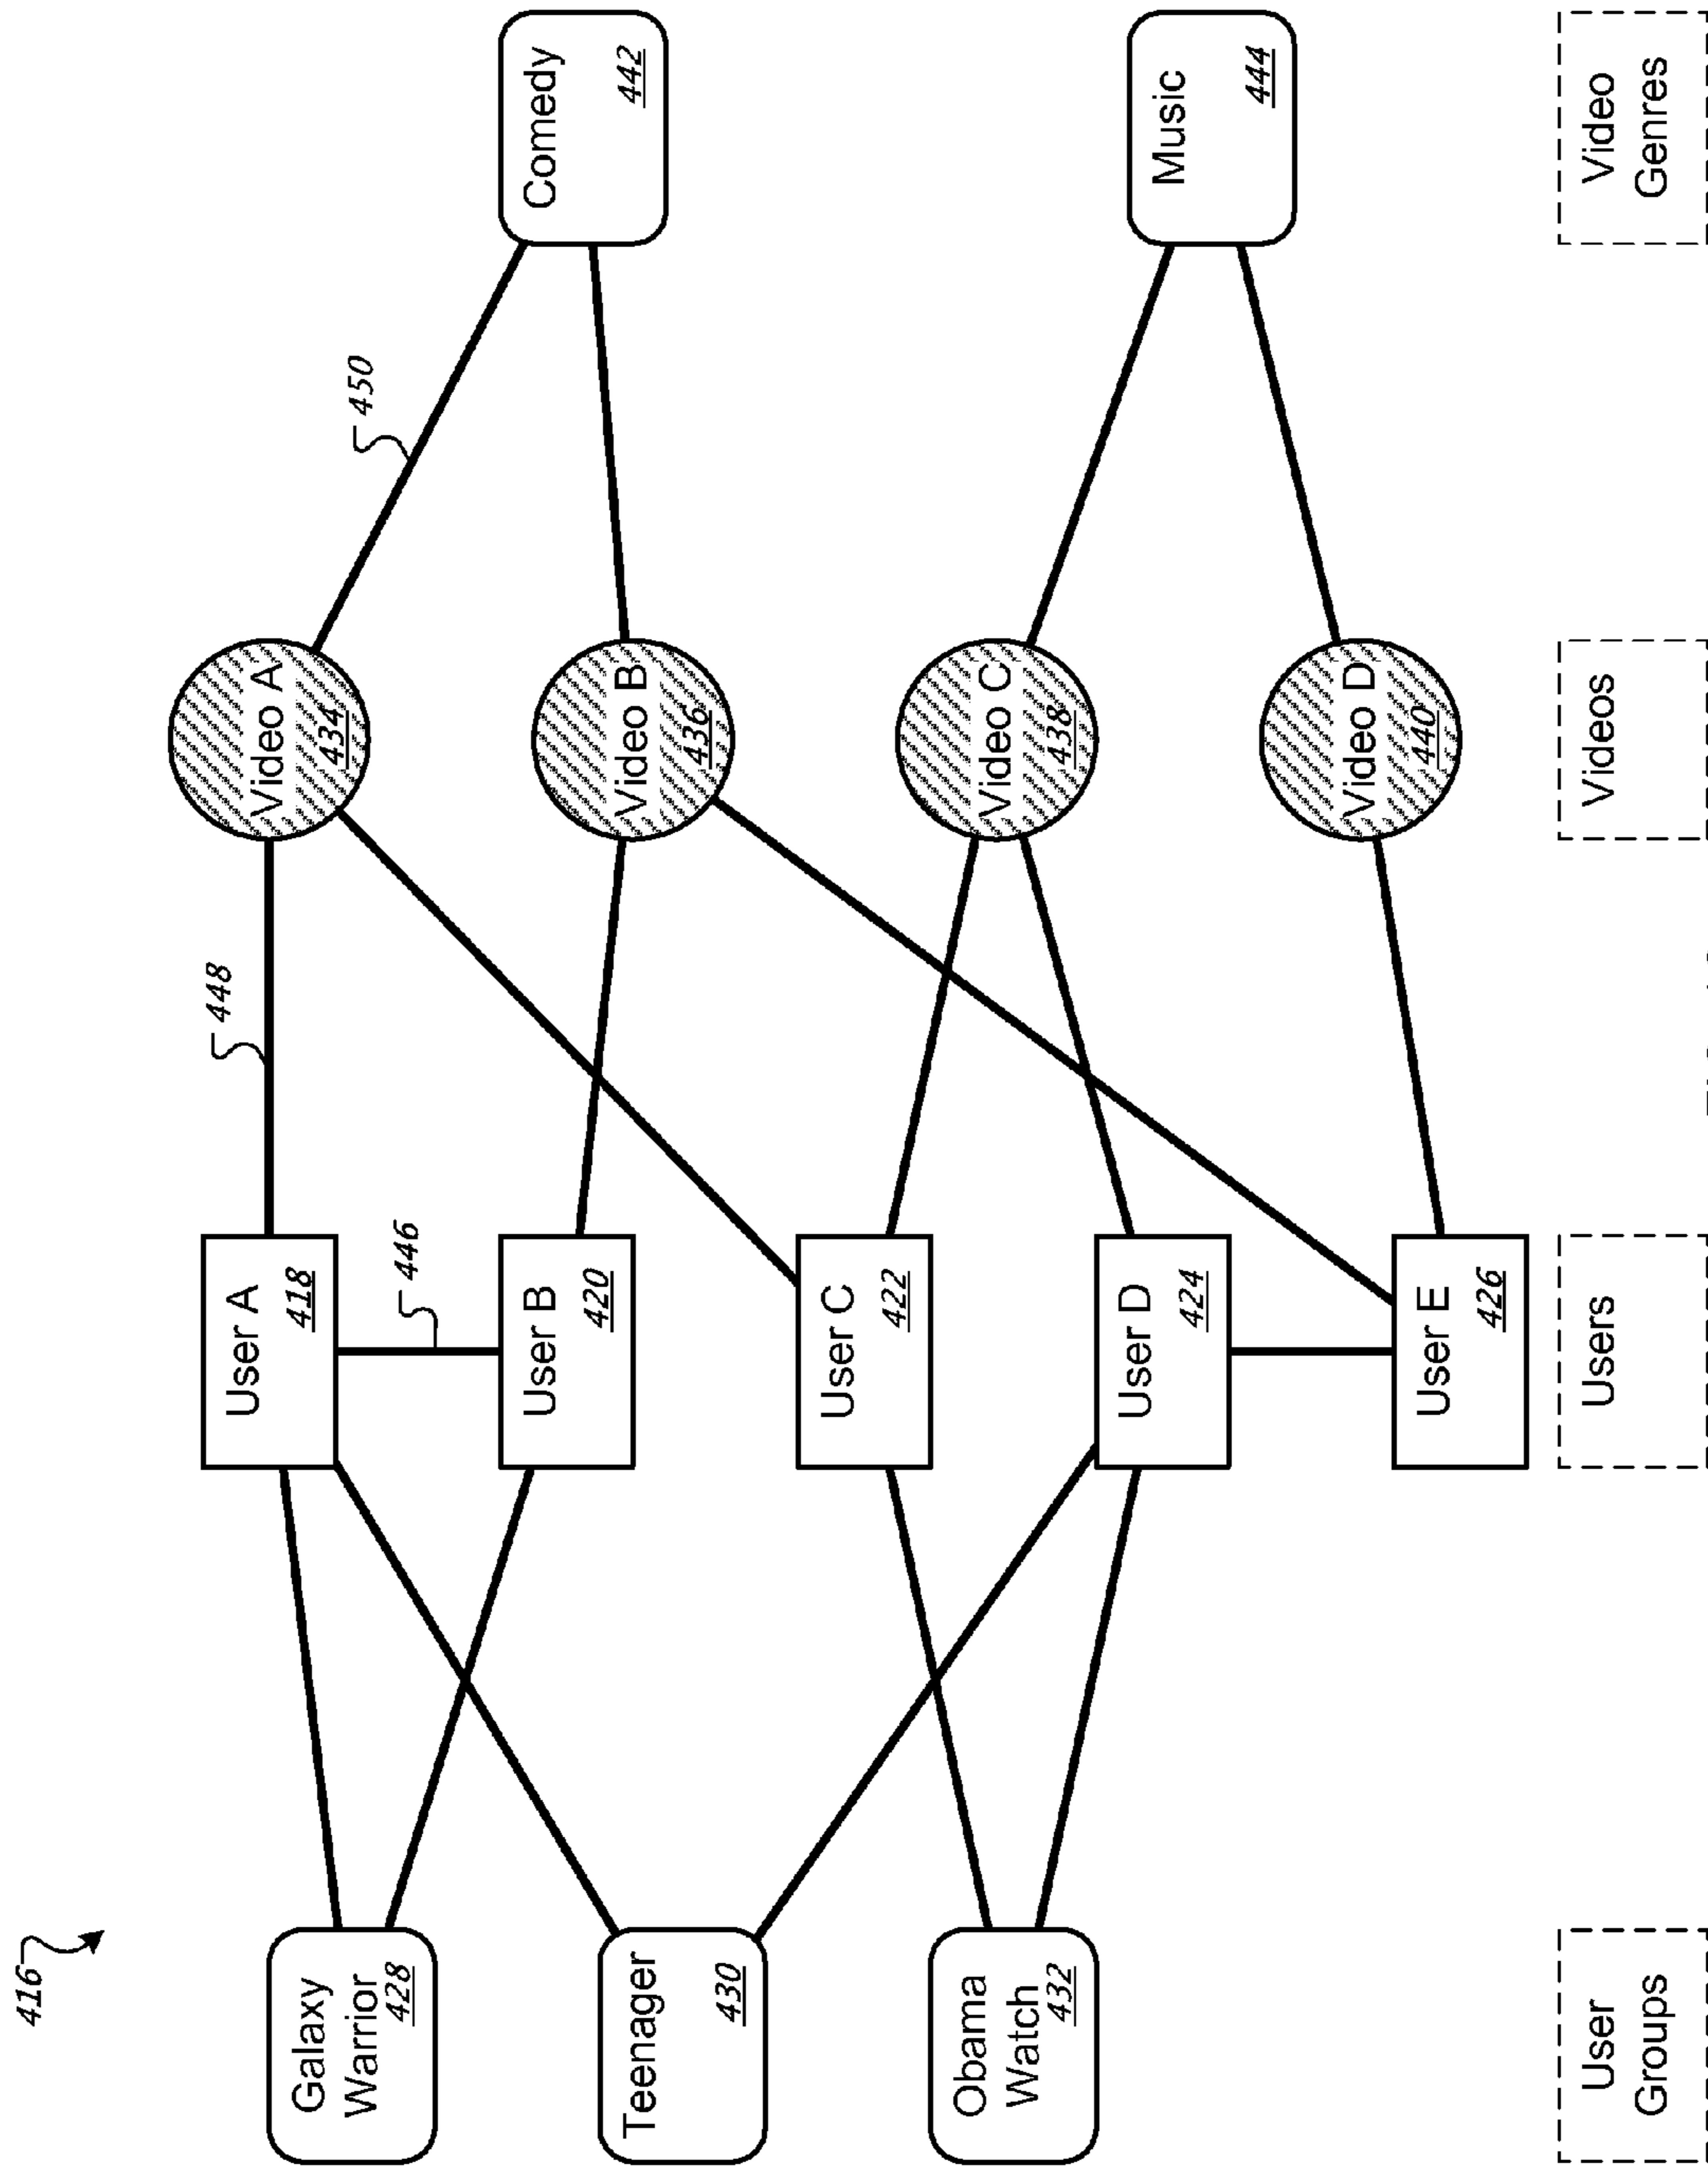 416
Galaxy
Warrior
428
Teenager
430
Obama
Watch
432
User A
418
446
User B
420
User C
422
User D
424
User E
426
448
Video A
434
Video B
436
Video C
438
Video D
440
450
Comedy
442
Music
444
User
Groups
Users
Videos
Video
Genres